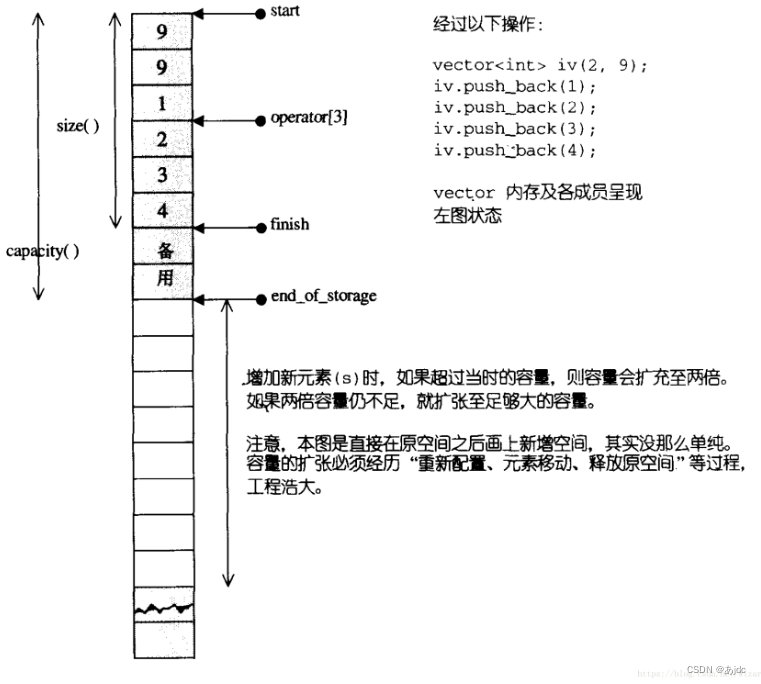 start
9
9
1
operator[3]
size( )
2
3
4
finish
capacity( )
备
用
end_of_storage
经过以下操作：
vector<int> iv(2, 9);
iv.push_back(1);
iv.push_back(2);
iv.push_back(3);
iv.push_back(4);
vector 内存及各成员呈现
左图状态
增加新元素(s)时，如果超过当时的容量，则容量会扩充至两倍。
如果两倍容量仍不足，就扩张至足够大的容量。
注意，本图是直接在原空间之后画上新增空间，其实没那么单纯。
容量的扩张必须经历“重新配置、元素移动、释放原空间”等过程，
工程浩大。
CSDN @あjdc